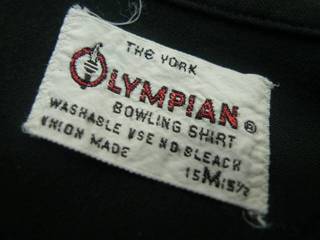 THE YORK
OLYMPIAN®
BOWLING SHIRT
WASHABLE USE NO BLEACH
UNION MADE 15M15½